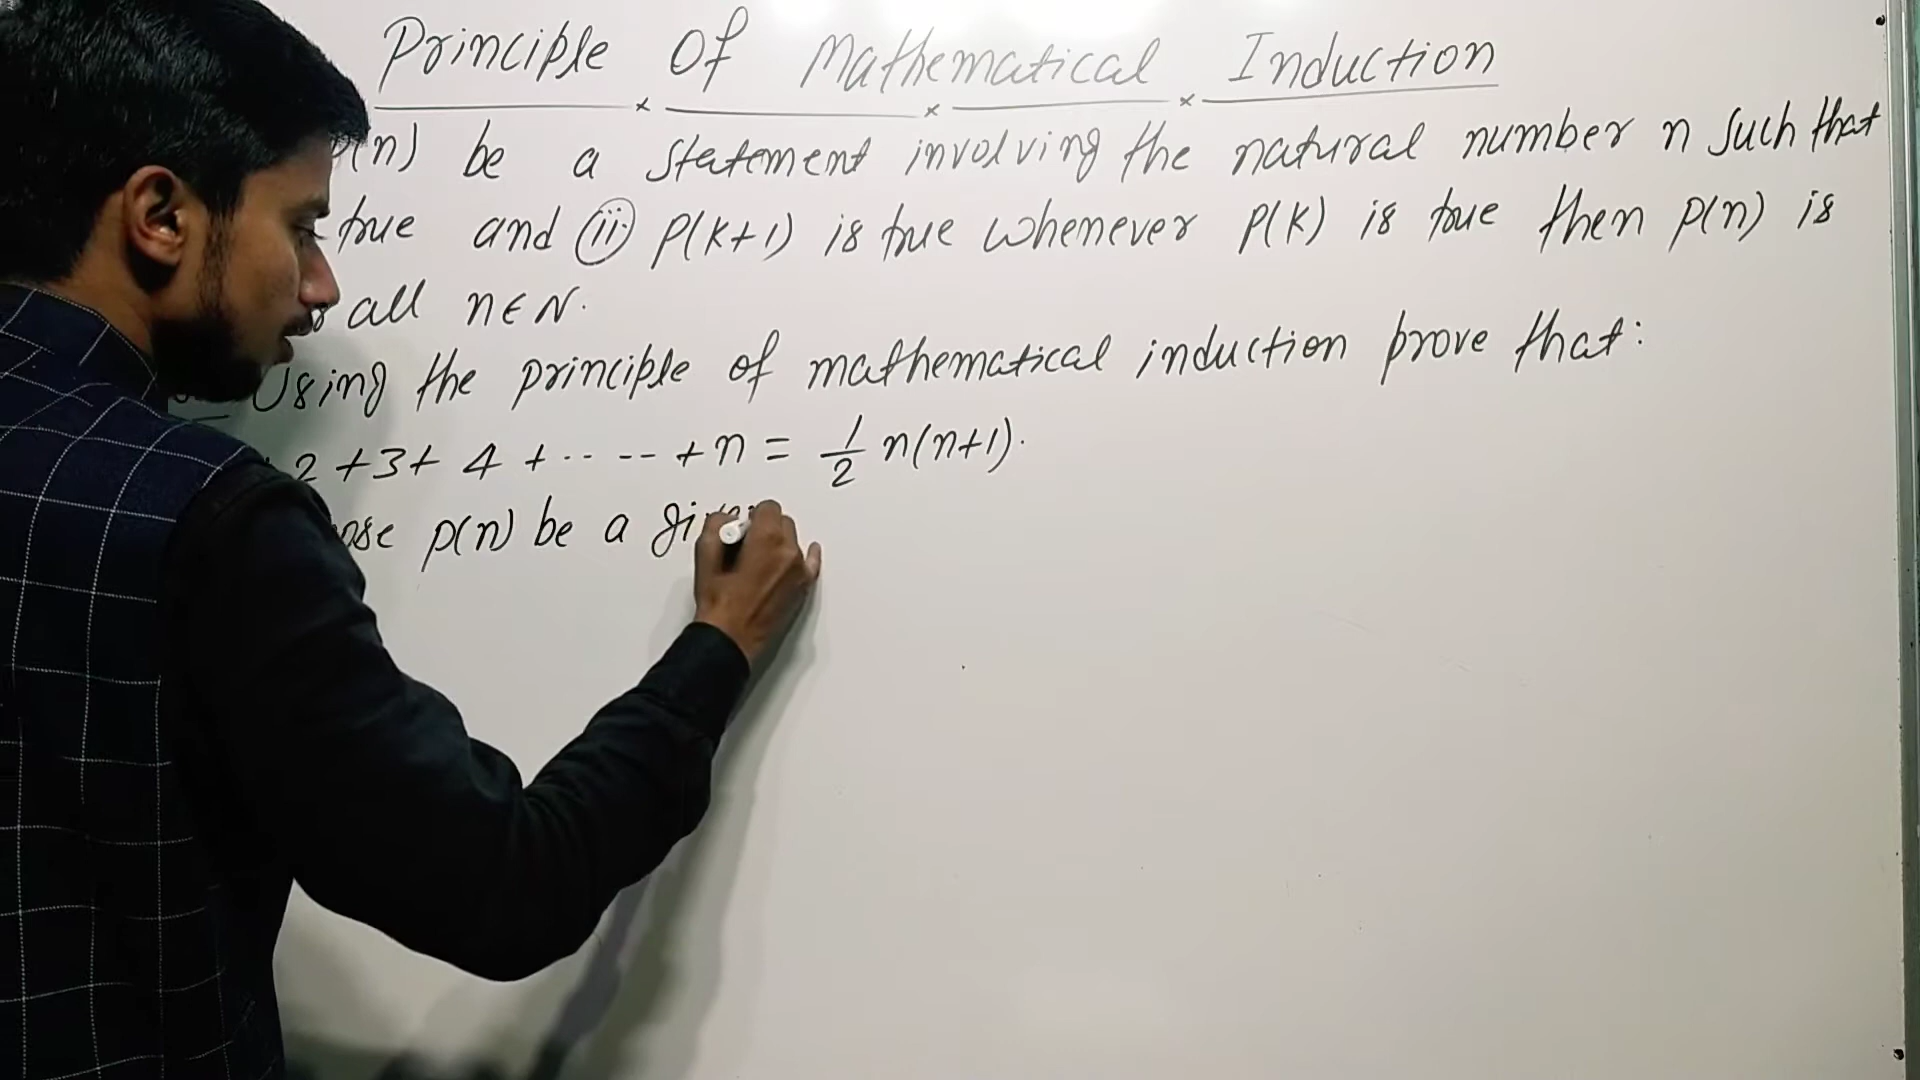 Principle Of Mathematical Induction
(n) be a statement involving the natural number n such that
true and (ii) P(K+1) is true whenever P(K) is true then P(n) is
all n∈N.
Using the principle of mathematical induction prove that:
2+3+ 4 +.. -- +n = 1/2 n(n+1).
p(n) be a